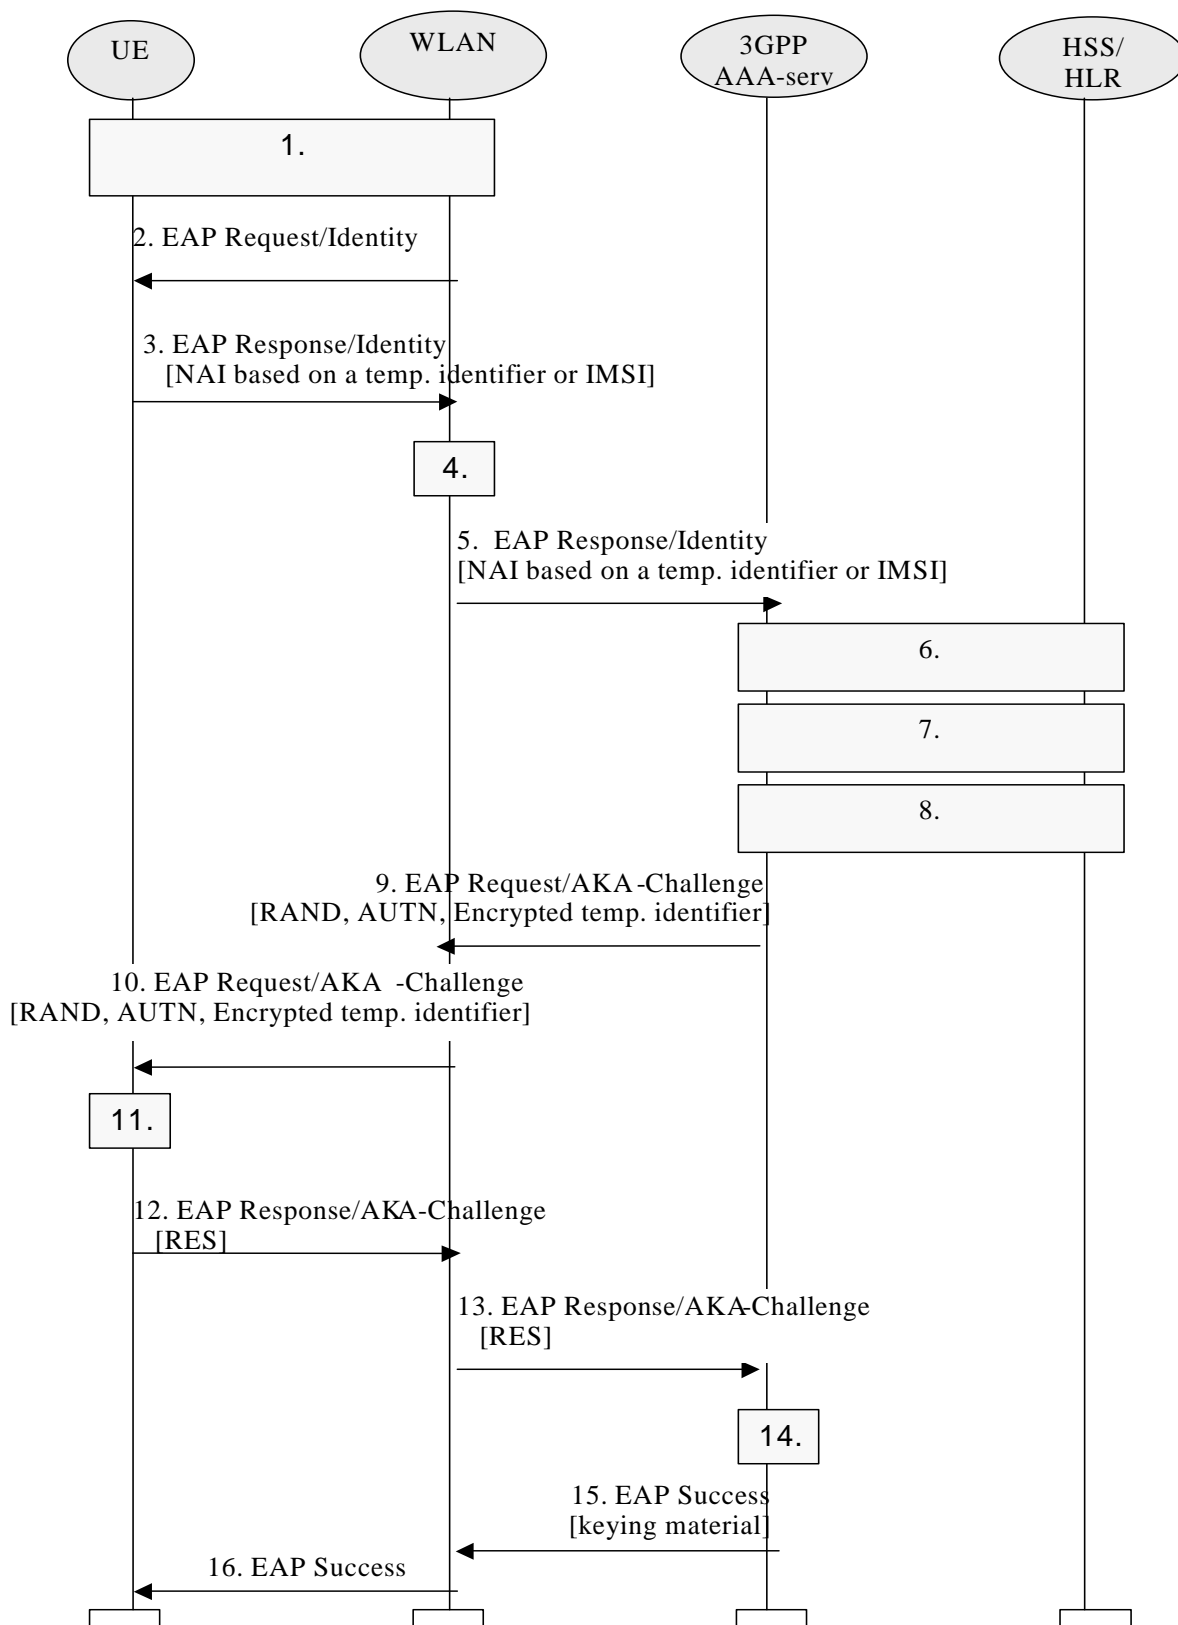 UE
WLAN
3GPP
AAA-serv
HSS/
HLR
1.
2. EAP Request/Identity
3. EAP Response/Identity
[NAI based on a temp. identifier or IMSI]
4.
5. EAP Response/Identity
[NAI based on a temp. identifier or IMSI]
6.
7.
8.
9. EAP Request/AKA-Challenge
[RAND, AUTN, Encrypted temp. identifier]
10. EAP Request/AKA -Challenge
[RAND, AUTN, Encrypted temp. identifier]
11.
12. EAP Response/AKA-Challenge
[RES]
13. EAP Response/AKA-Challenge
[RES]
14.
15. EAP Success
[keying material]
16. EAP Success